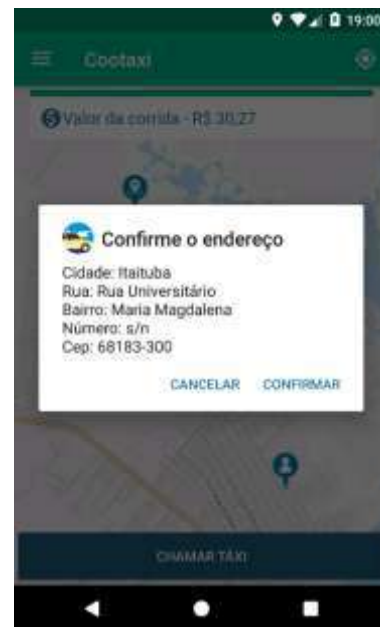 19:00
Cootaxi
Valor da corrida - R$ 30,27
Confirme o endereço
Cidade: Itaituba
Rua: Rua Universitário
Bairro: Maria Magdalena
Número: s/n
Cep: 68183-300
CANCELAR CONFIRMAR
CHAMAR TÁXI